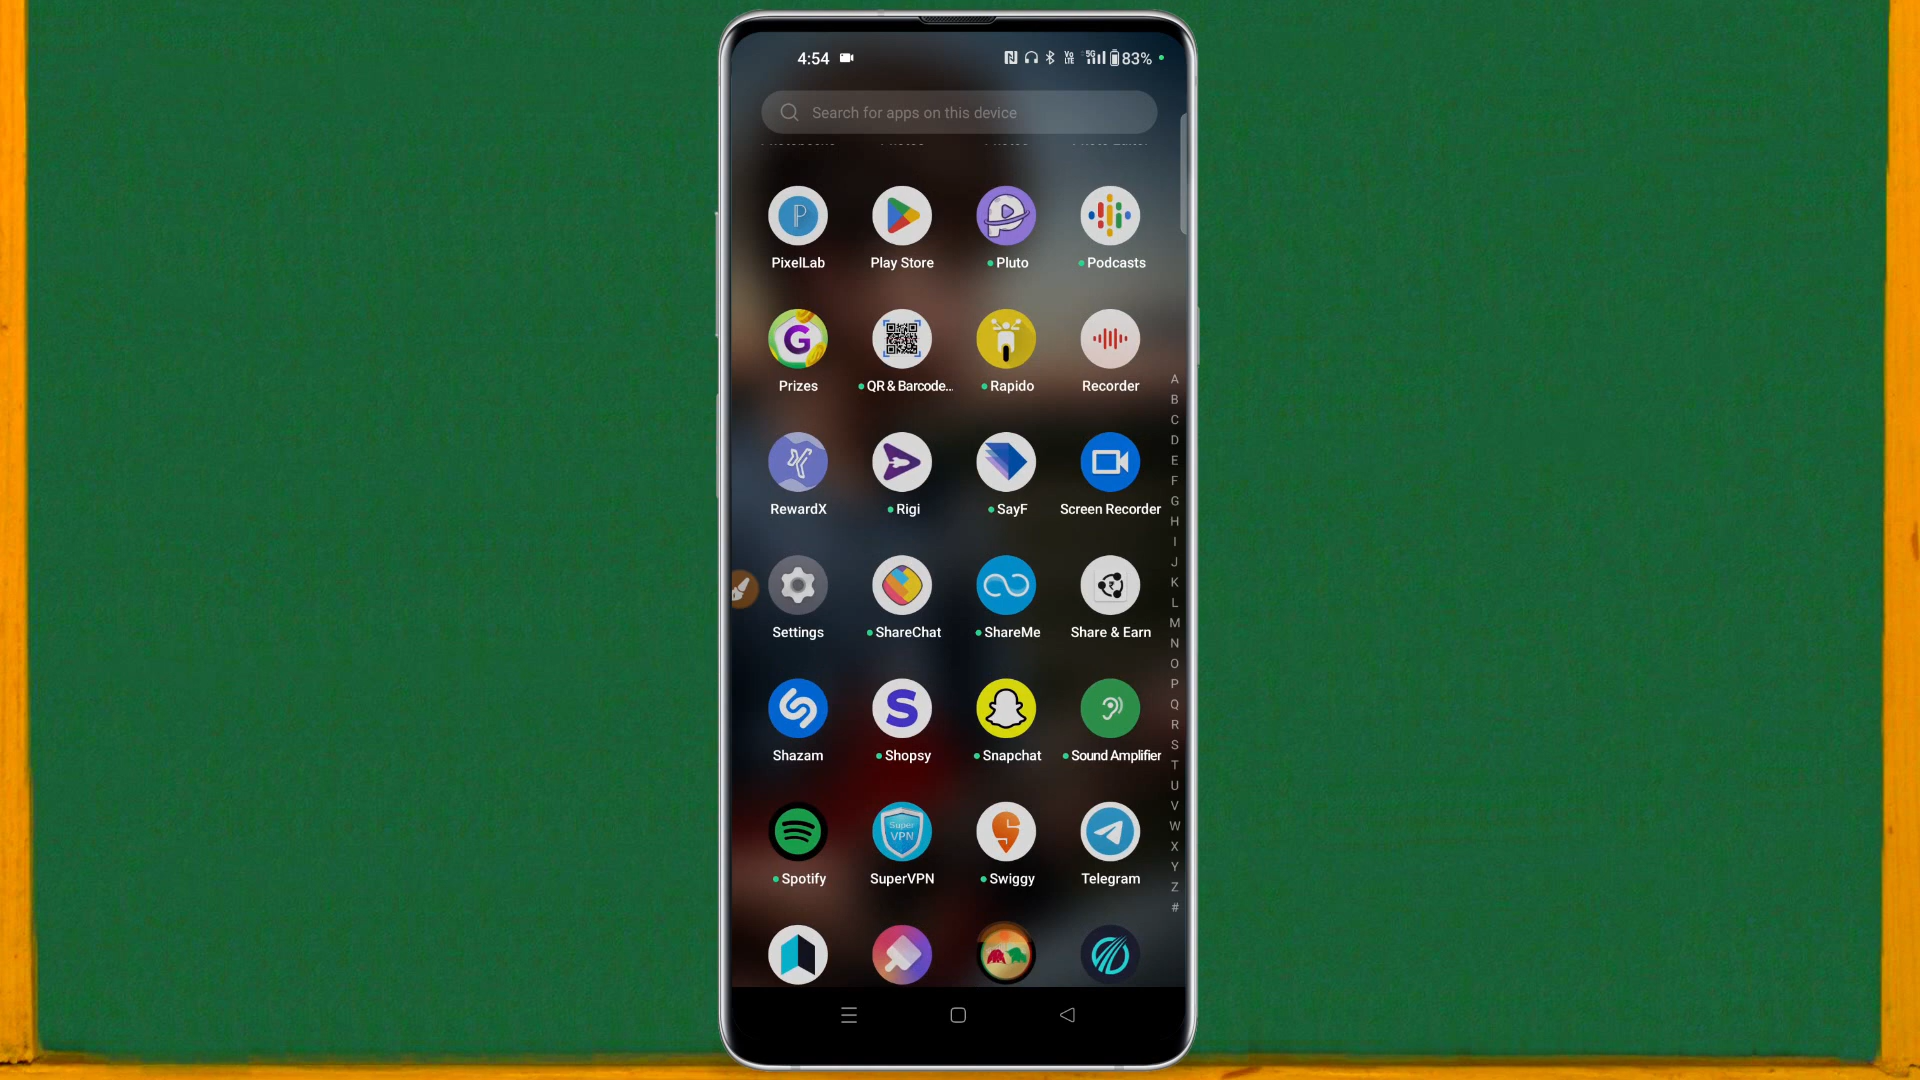 4:54 83%
Search for apps on this device
PixelLab Play Store Pluto Podcasts
Prizes QR & Barcode... Rapido Recorder
RewardX Rigi SayF Screen Recorder
Settings ShareChat ShareMe Share & Earn
Shazam Shopsy Snapchat Sound Amplifier
Super
VPN
Spotify SuperVPN Swiggy Telegram
A
B
C
D
E
F
G
H
I
J
K
L
M
N
O
P
Q
R
S
T
U
V
W
X
Y
Z
#